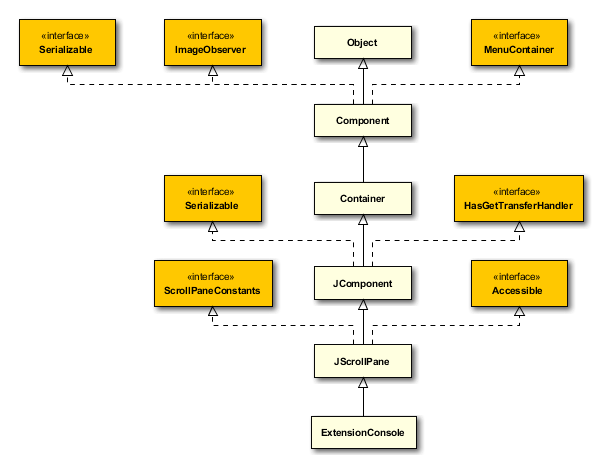 «interface»
Serializable
«interface»
ImageObserver
Object
«interface»
MenuContainer
Component
«interface»
Serializable
Container
«interface»
HasGetTransferHandler
«interface»
ScrollPaneConstants
JComponent
«interface»
Accessible
JScrollPane
ExtensionConsole